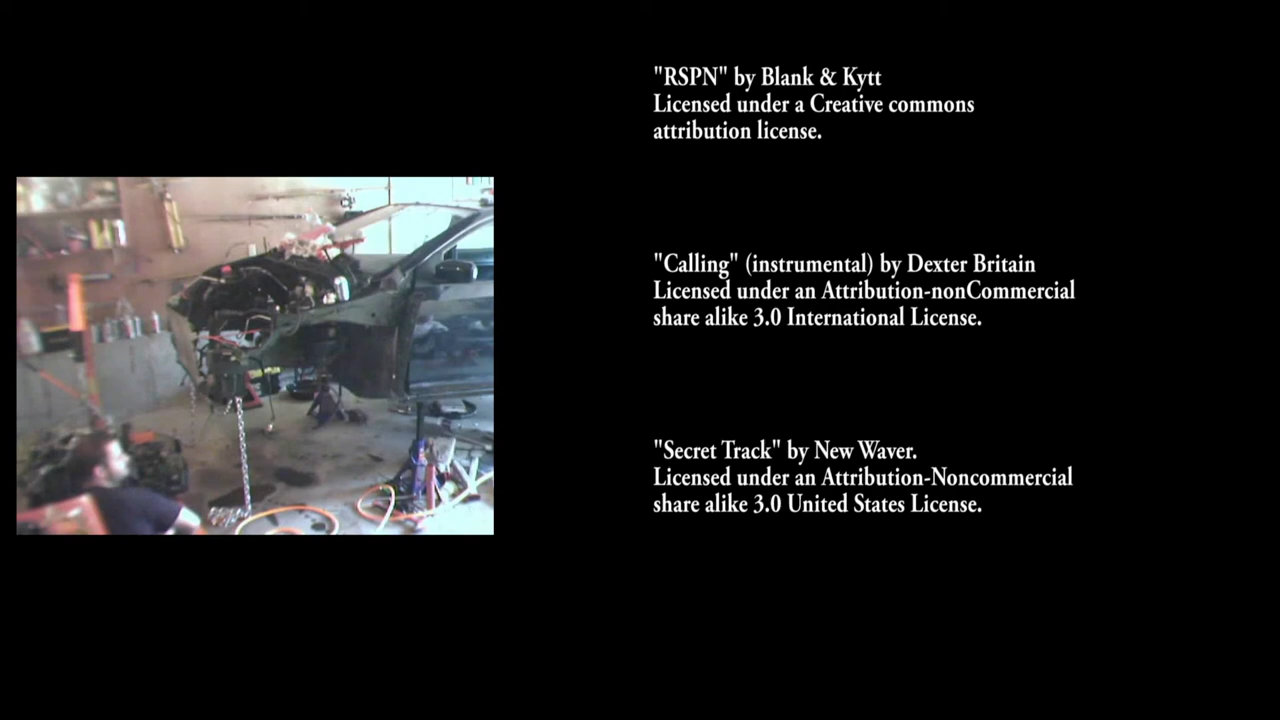 "RSPN" by Blank & Kytt
Licensed under a Creative commons
attribution license.
"Calling" (instrumental) by Dexter Britain
Licensed under an Attribution-nonCommercial
share alike 3.0 International License.
"Secret Track" by New Waver.
Licensed under an Attribution-Noncommercial
share alike 3.0 United States License.